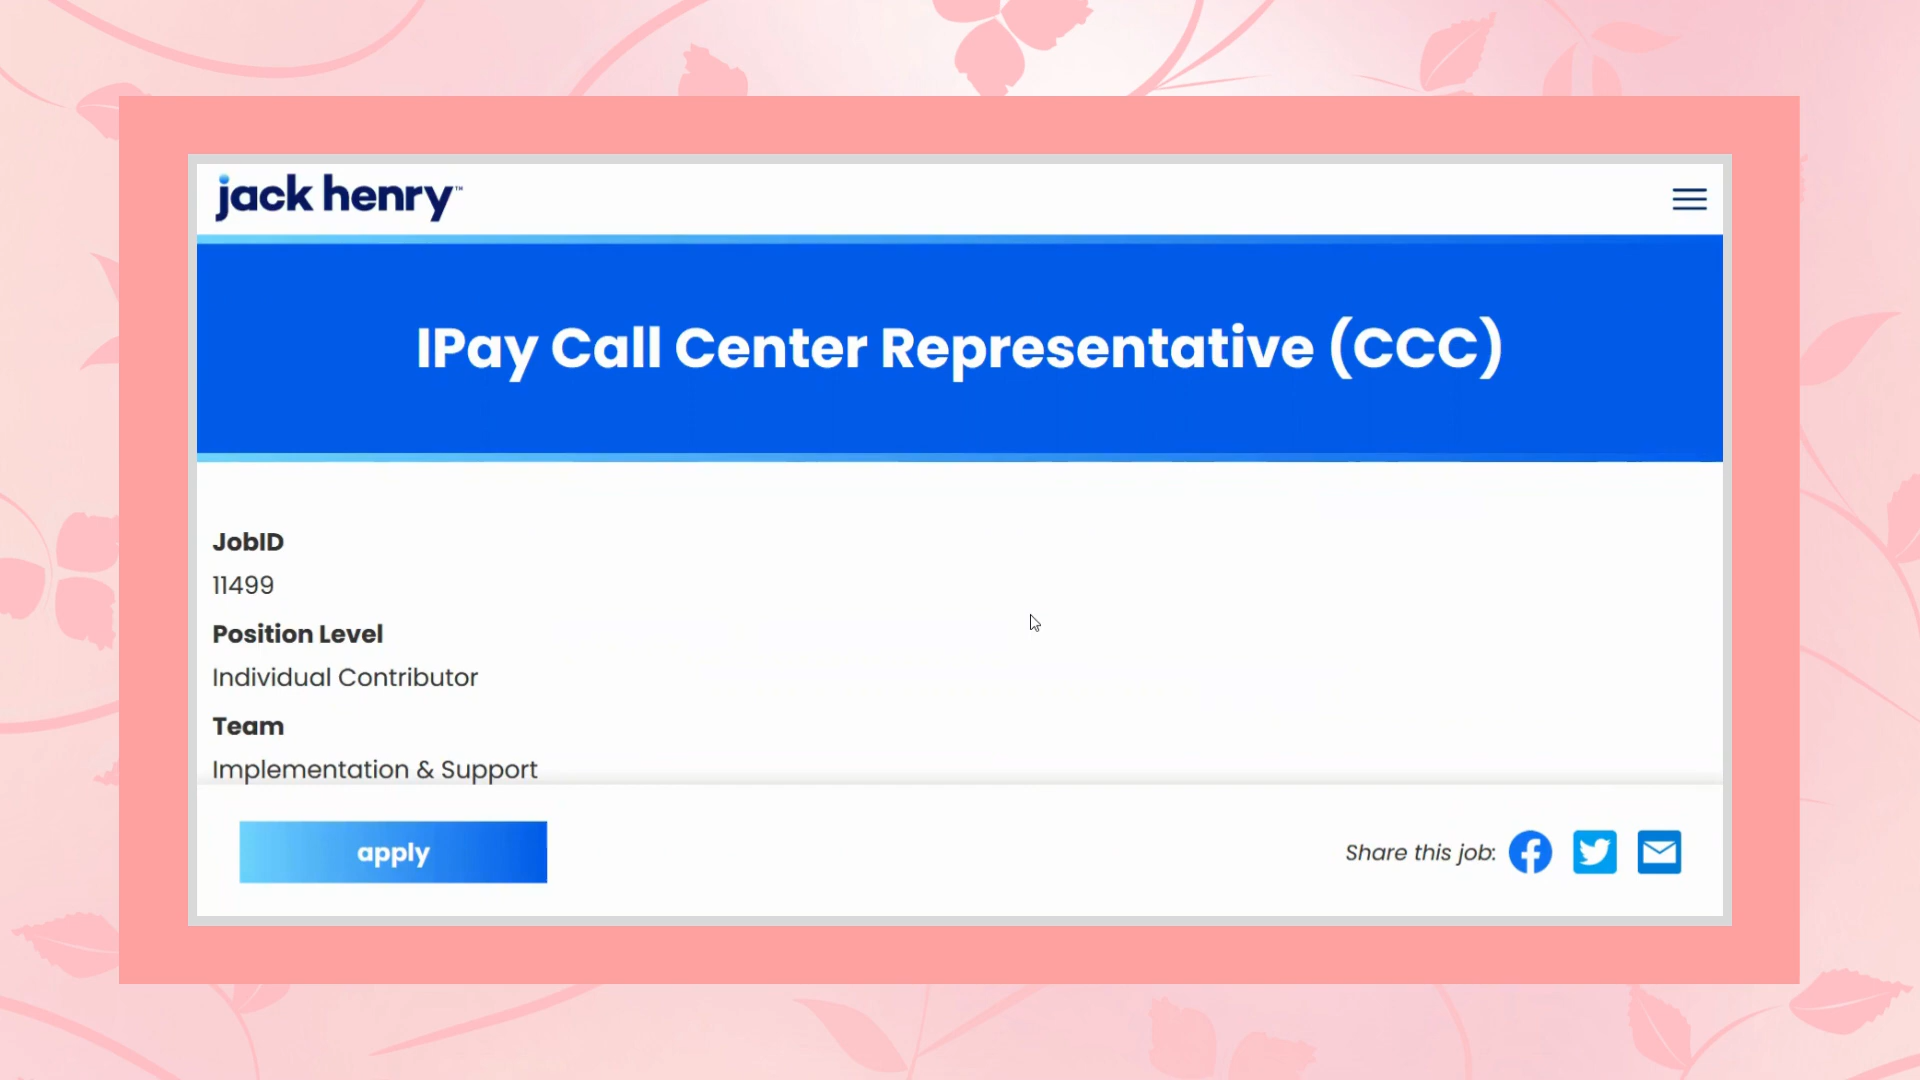 jack henry™
IPay Call Center Representative (CCC)
JobID
11499
Position Level
Individual Contributor
Team
Implementation & Support
apply
Share this job: